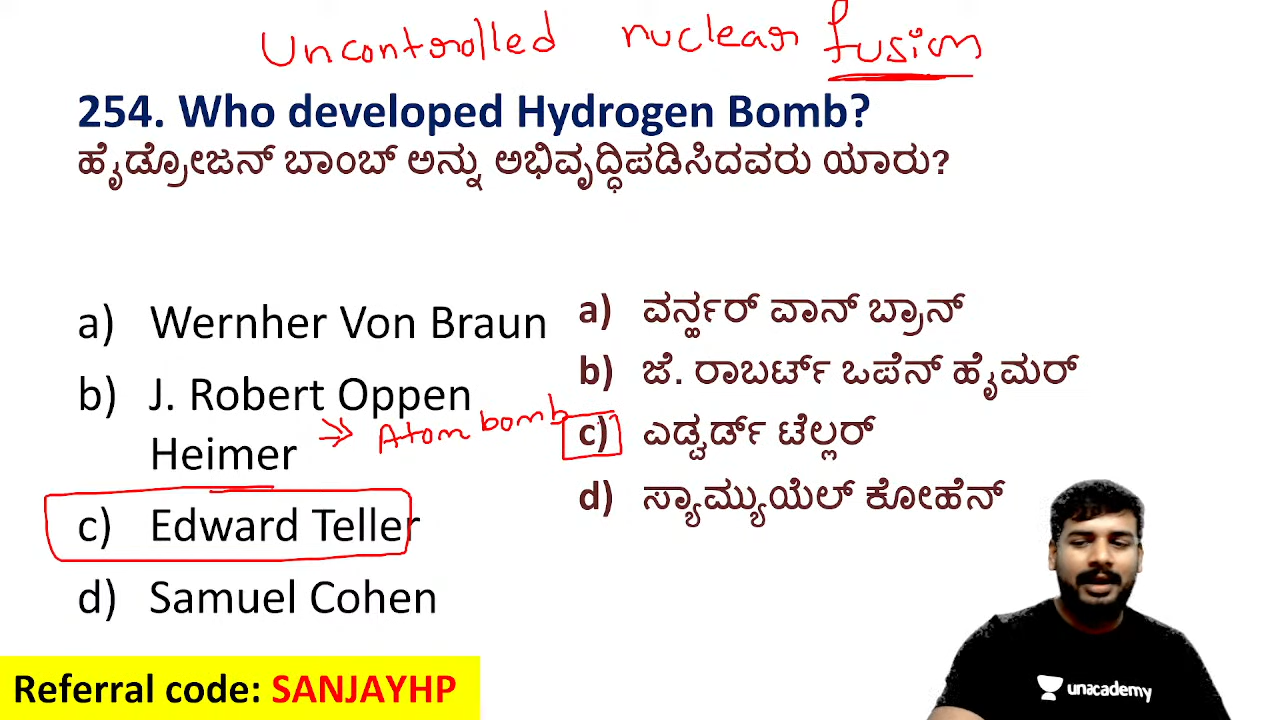 Uncontrolled nuclear fusion
254. Who developed Hydrogen Bomb?
ಹೈಡ್ರೋಜನ್ ಬಾಂಬ್ ಅನ್ನು ಅಭಿವೃದ್ಧಿಪಡಿಸಿದವರು ಯಾರು?
a) Wernher Von Braun
b) J. Robert Oppen
Heimer
Atom bomb
c) Edward Teller
d) Samuel Cohen
a) ವರ್ನ್ಹರ್ ವಾನ್ ಬ್ರಾನ್
b) ಜೆ. ರಾಬರ್ಟ್ ಒಪೆನ್ ಹೈಮರ್
c) ಎಡ್ವರ್ಡ್ ಟೆಲ್ಲರ್
d) ಸ್ಯಾಮ್ಯುಯೆಲ್ ಕೋಹೆನ್
Referral code: SANJAYHP
unacademy